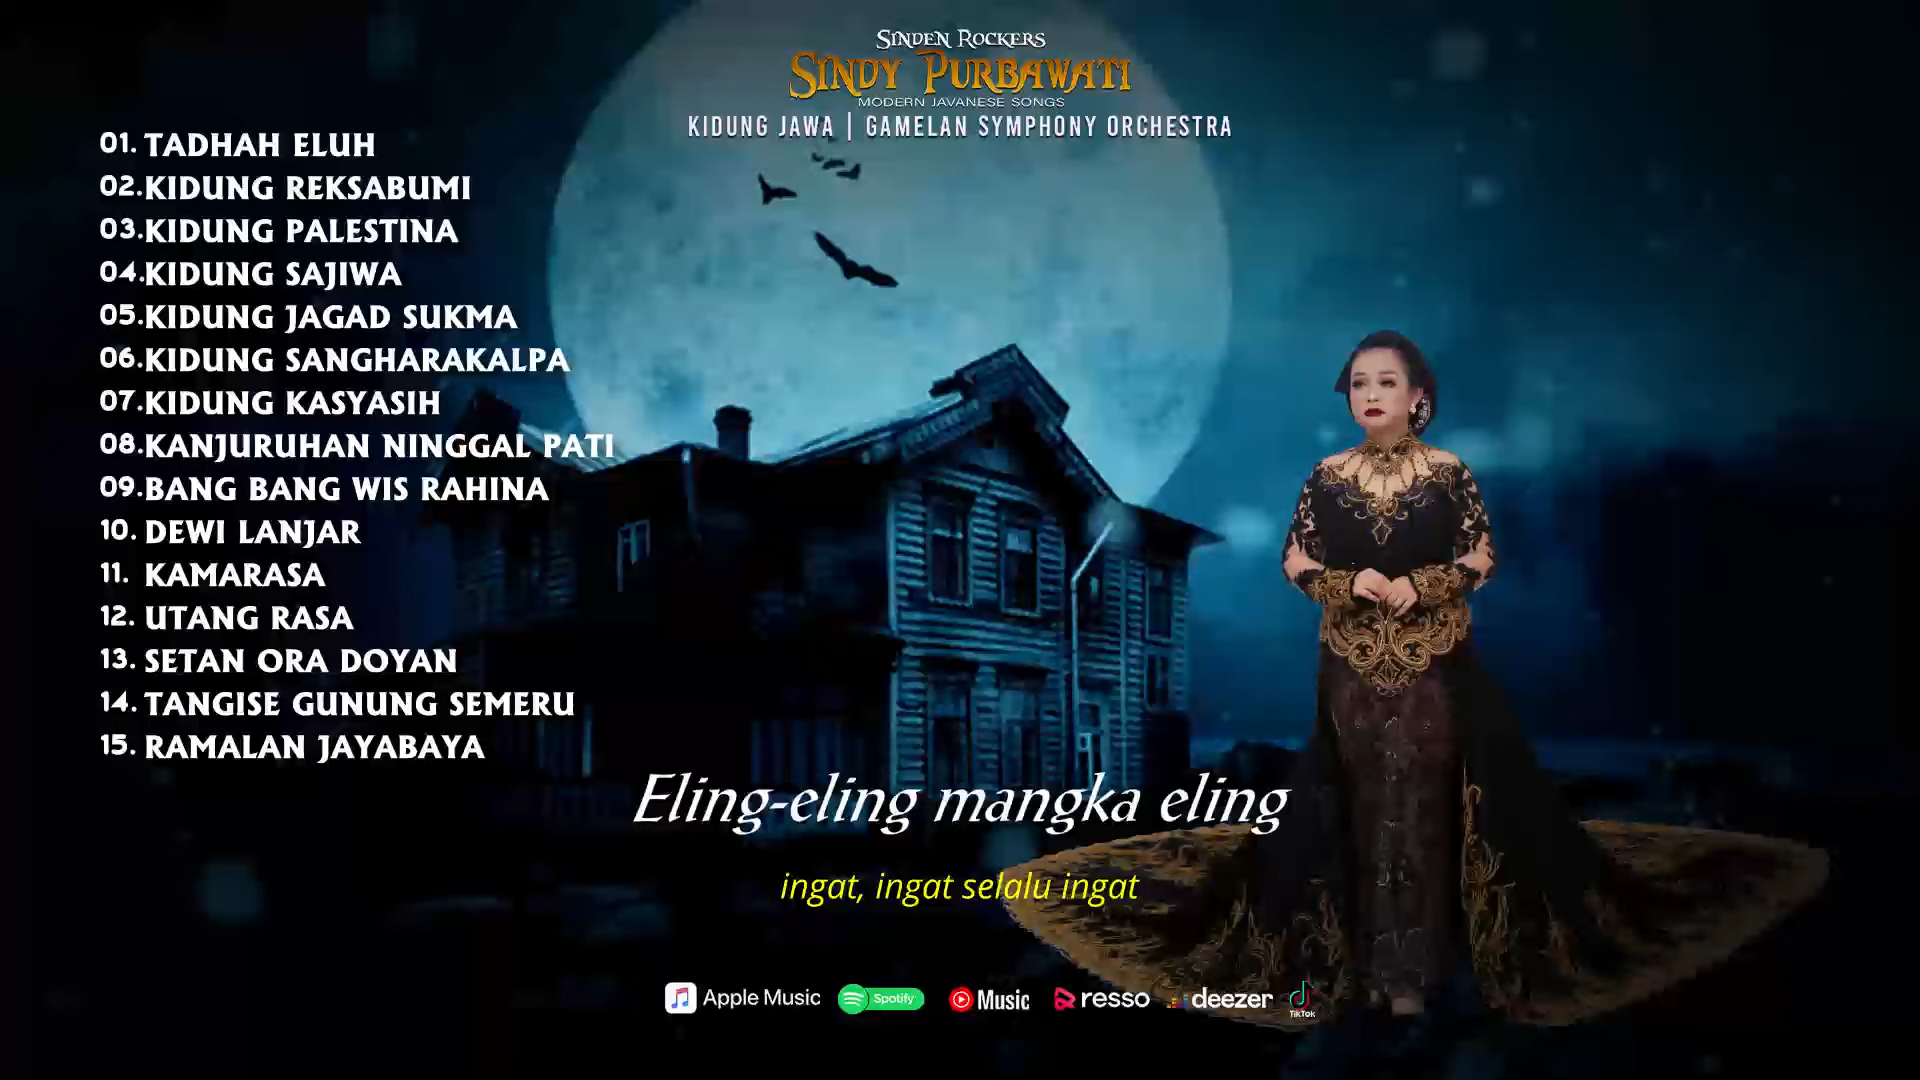 SINDEN ROCKERS
SINDY PURBAWATI
MODERN JAVANESE SONGS
KIDUNG JAWA | GAMELAN SYMPHONY ORCHESTRA
01. TADHAH ELUH
02. KIDUNG REKSABUMI
03. KIDUNG PALESTINA
04. KIDUNG SAJIWA
05. KIDUNG JAGAD SUKMA
06. KIDUNG SANGHARAKALPA
07. KIDUNG KASYASIH
08. KANJURUHAN NINGGAL PATI
09. BANG BANG WIS RAHINA
10. DEWI LANJAR
11. KAMARASA
12. UTANG RASA
13. SETAN ORA DOYAN
14. TANGISE GUNUNG SEMERU
15. RAMALAN JAYABAYA
Eling-eling mangka eling
ingat, ingat selalu ingat
Apple Music Spotify Music resso deezer TikTok